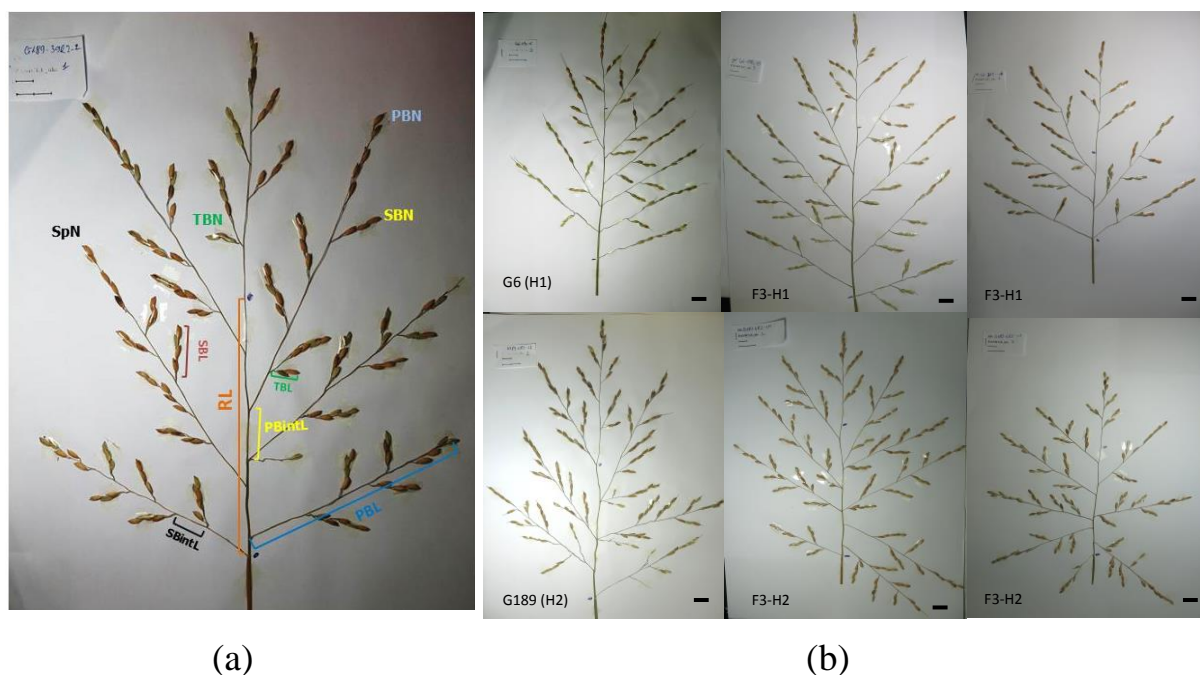 PBN
SBN
TBN
SpN
SBL
RL
TBL
PBintL
PBL
SBintL
G6 (H1)
F3-H1
F3-H1
G189 (H2)
F3-H2
F3-H2
(a)
(b)